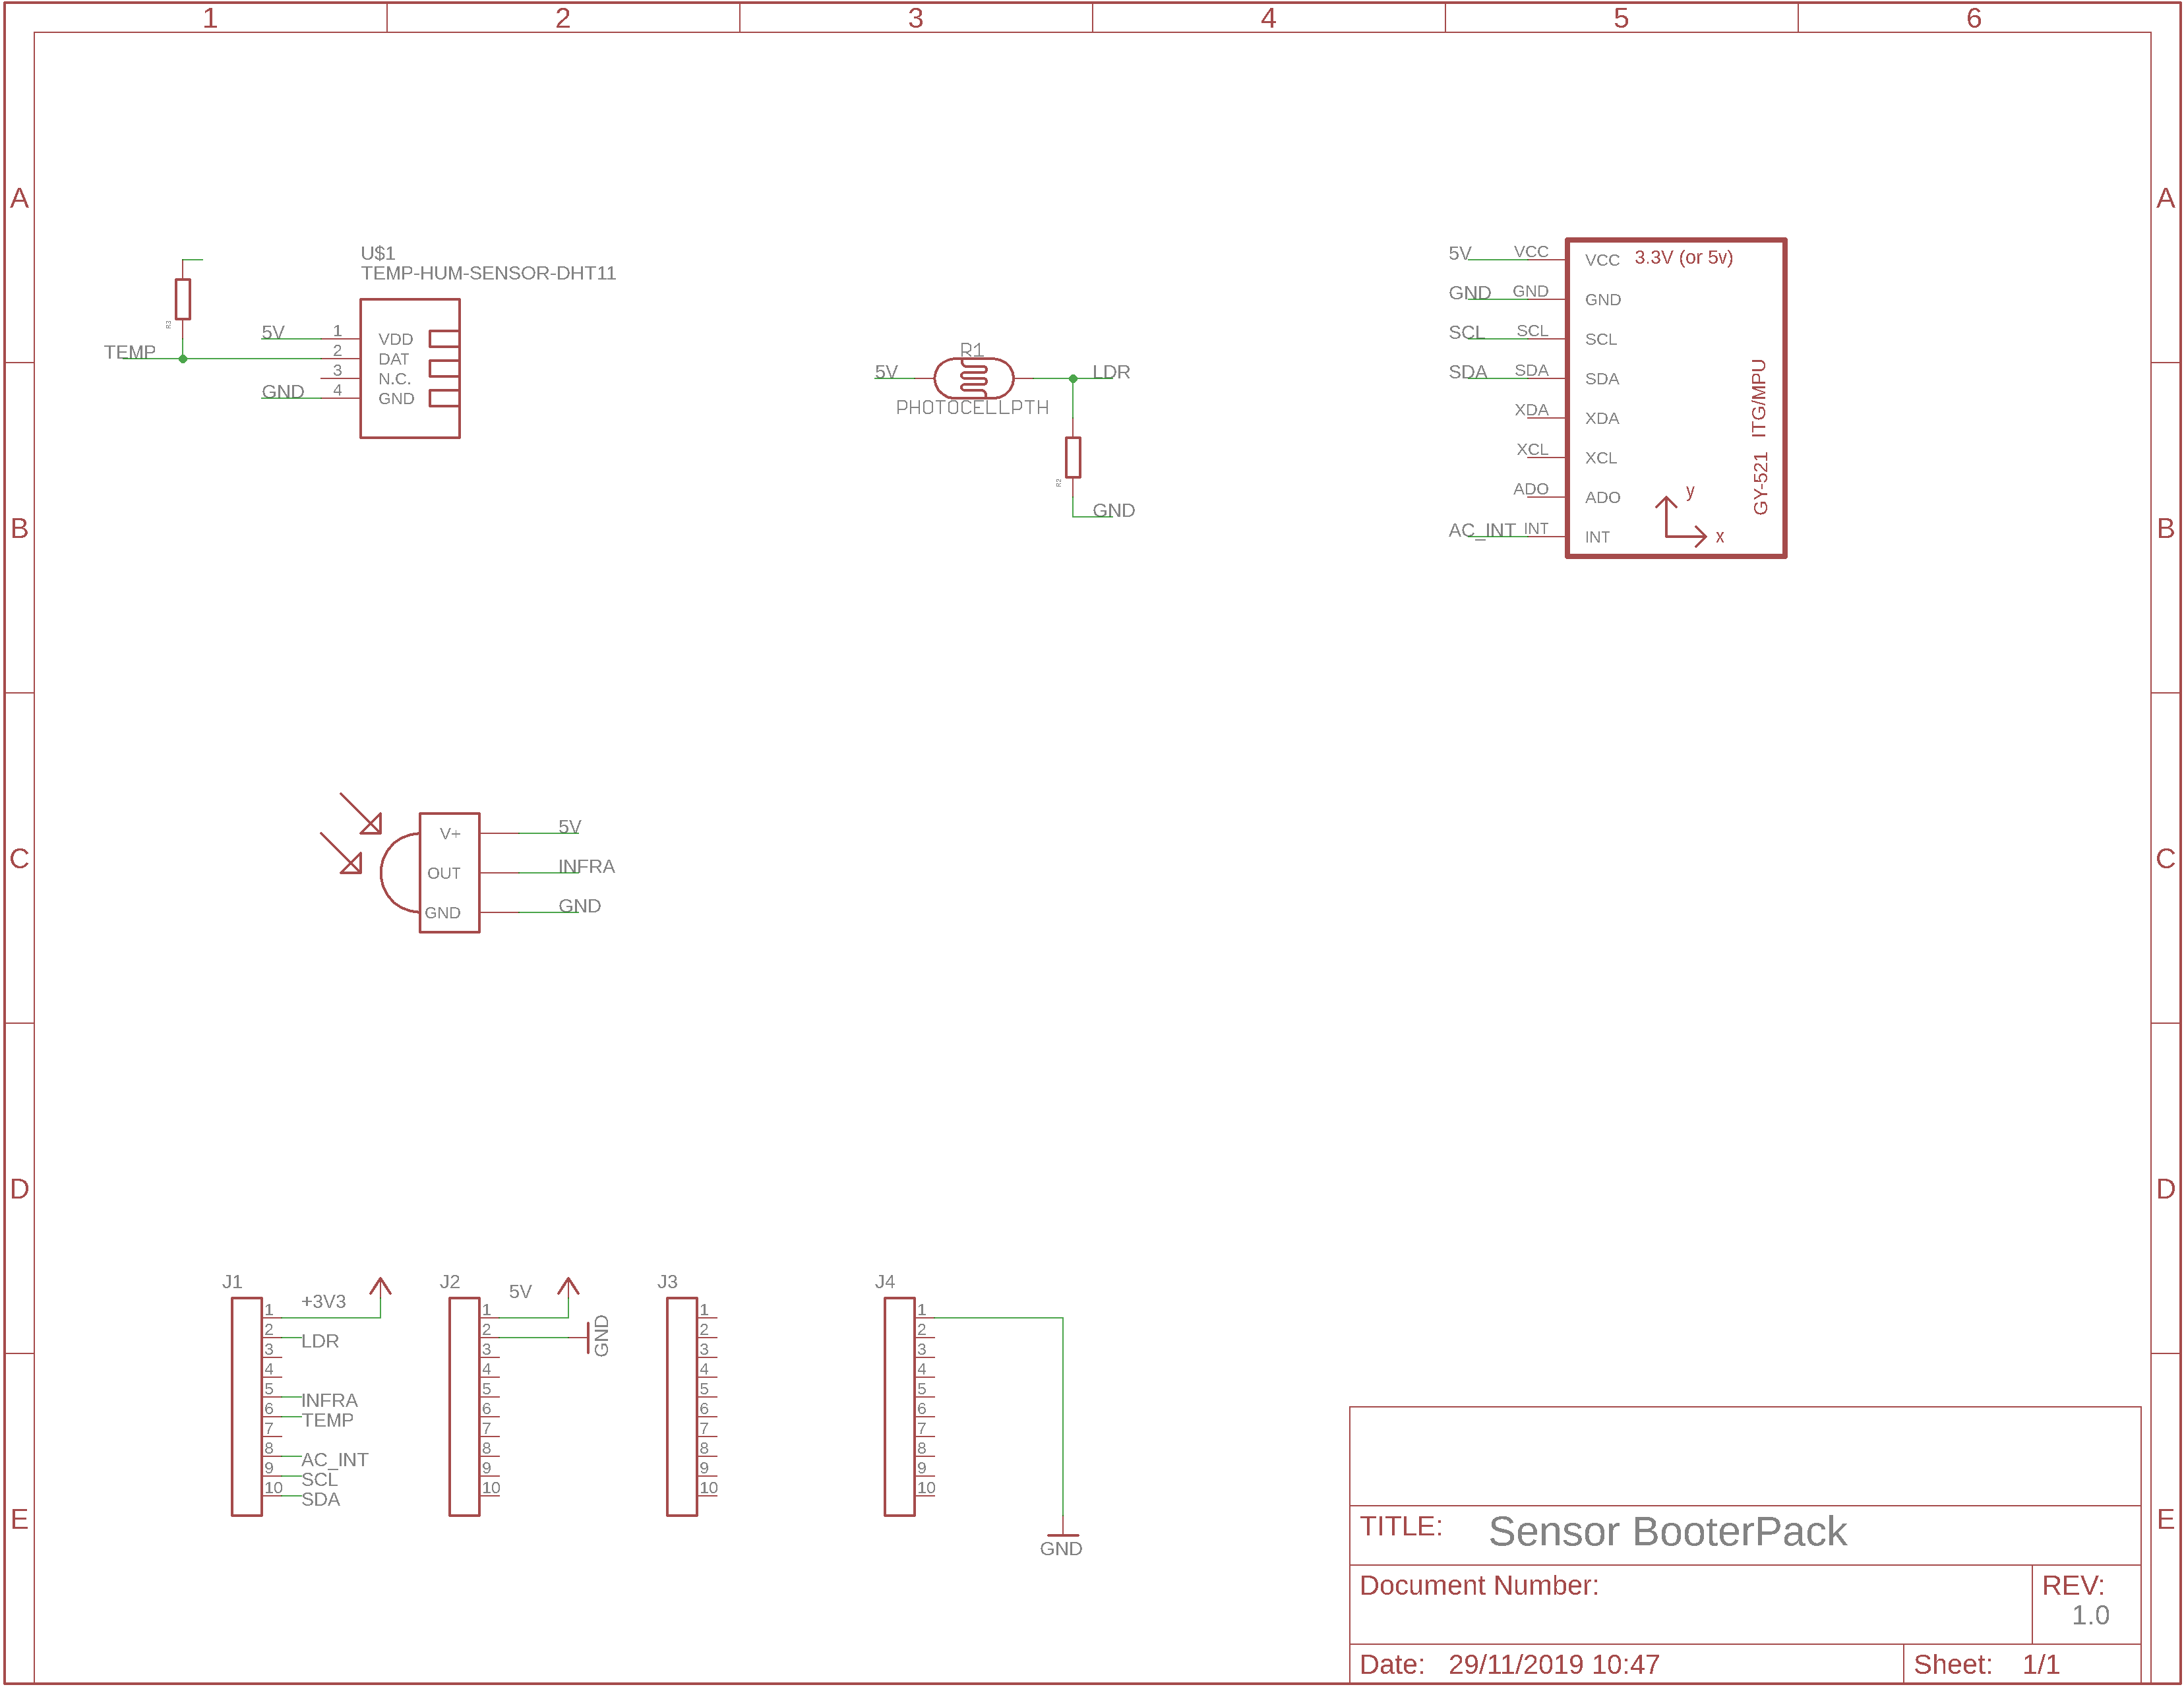 1 2 3 4 5 6
A A
B B
C C
D D
E E
U$1
TEMP-HUM-SENSOR-DHT11
R3
TEMP
5V 1 VDD
2 DAT
3 N.C.
GND 4 GND
R1
5V LDR
PHOTOCELLPTH
R2
GND
5V VCC VCC 3.3V (or 5v)
GND GND GND
SCL SCL SCL
SDA SDA SDA
XDA XDA
XCL XCL
ADO ADO
AC_INT INT INT
GY-521 ITG/MPU
y
x
V+ 5V
OUT INFRA
GND GND
J1
+3V3
1
2 LDR
3
4
5 INFRA
6 TEMP
7
8 AC_INT
9 SCL
10 SDA
J2
5V
1
2 GND
3
4
5
6
7
8
9
10
J3
1
2
3
4
5
6
7
8
9
10
J4
1
2
3
4
5
6
7
8
9
10
GND
TITLE: Sensor BooterPack
Document Number:
REV:
1.0
Date: 29/11/2019 10:47
Sheet: 1/1